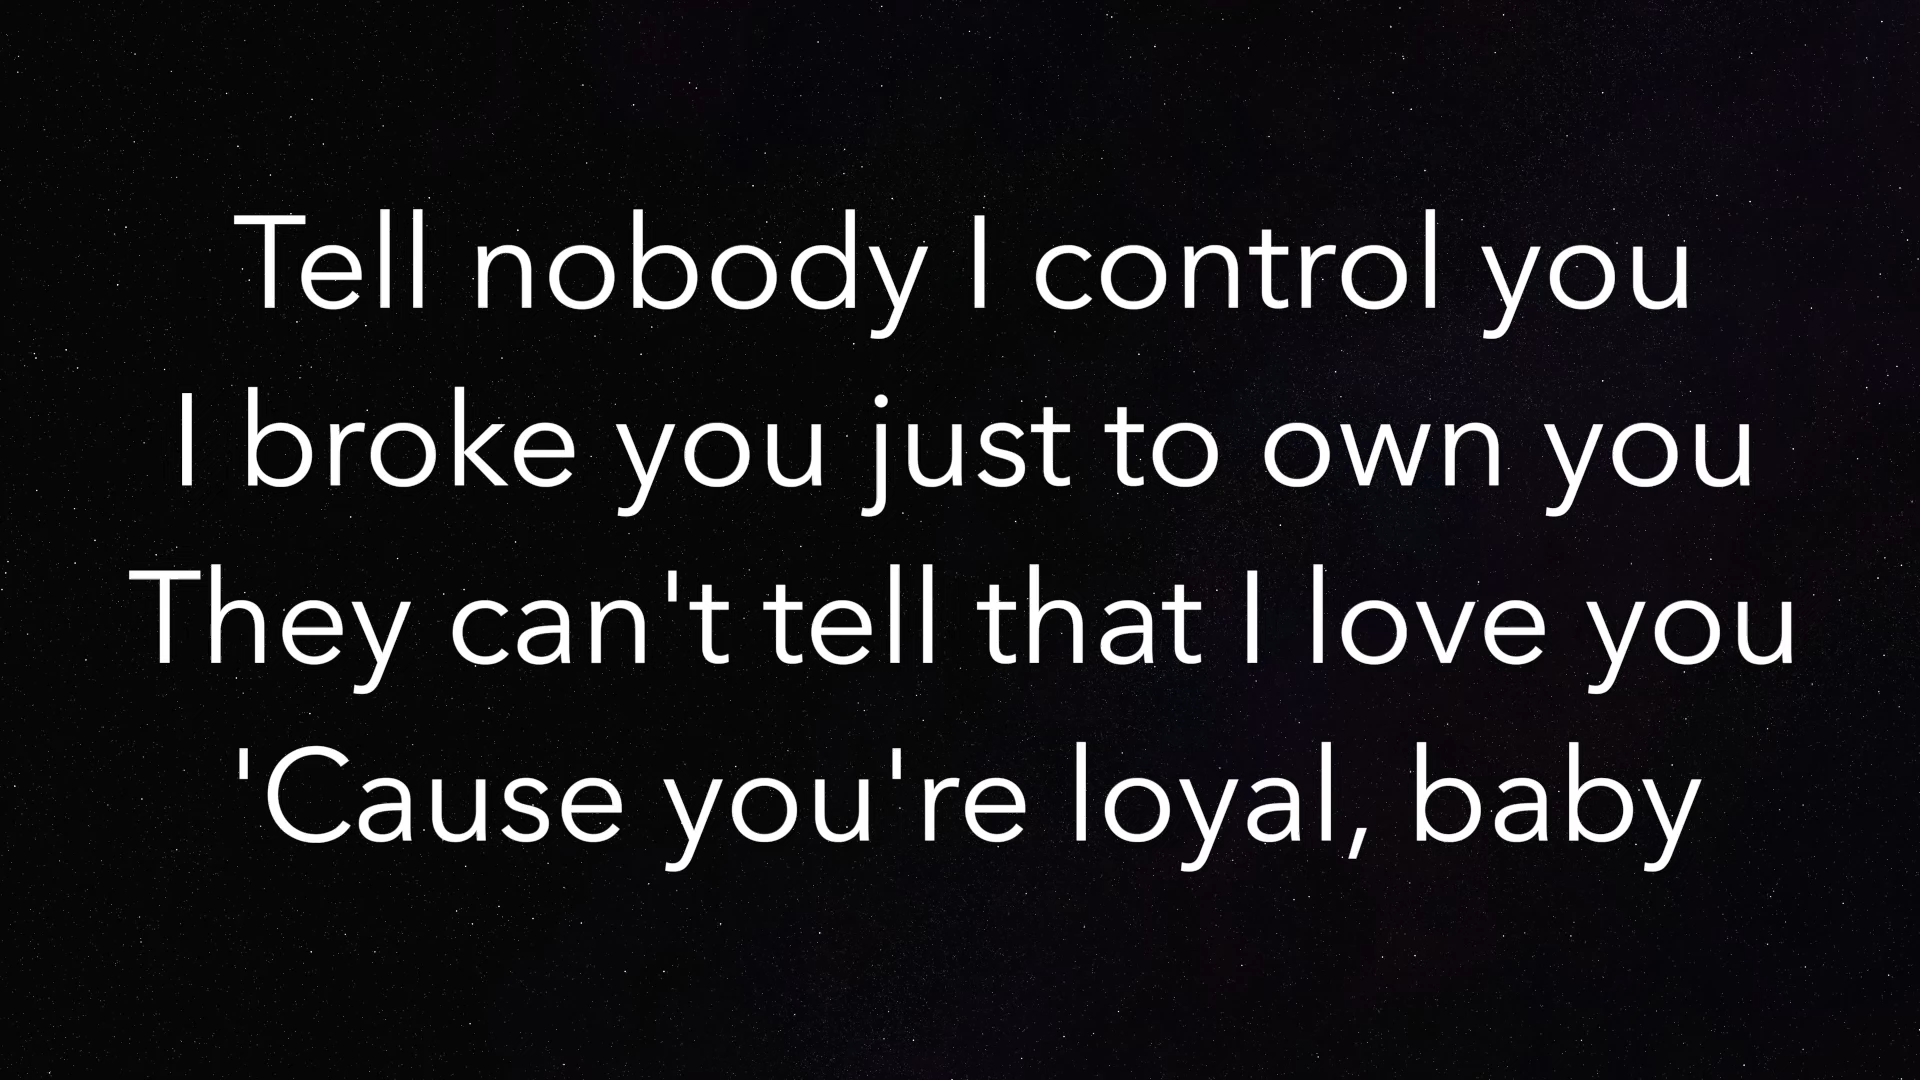 Tell nobody I control you
I broke you just to own you
They can't tell that I love you
'Cause you're loyal, baby